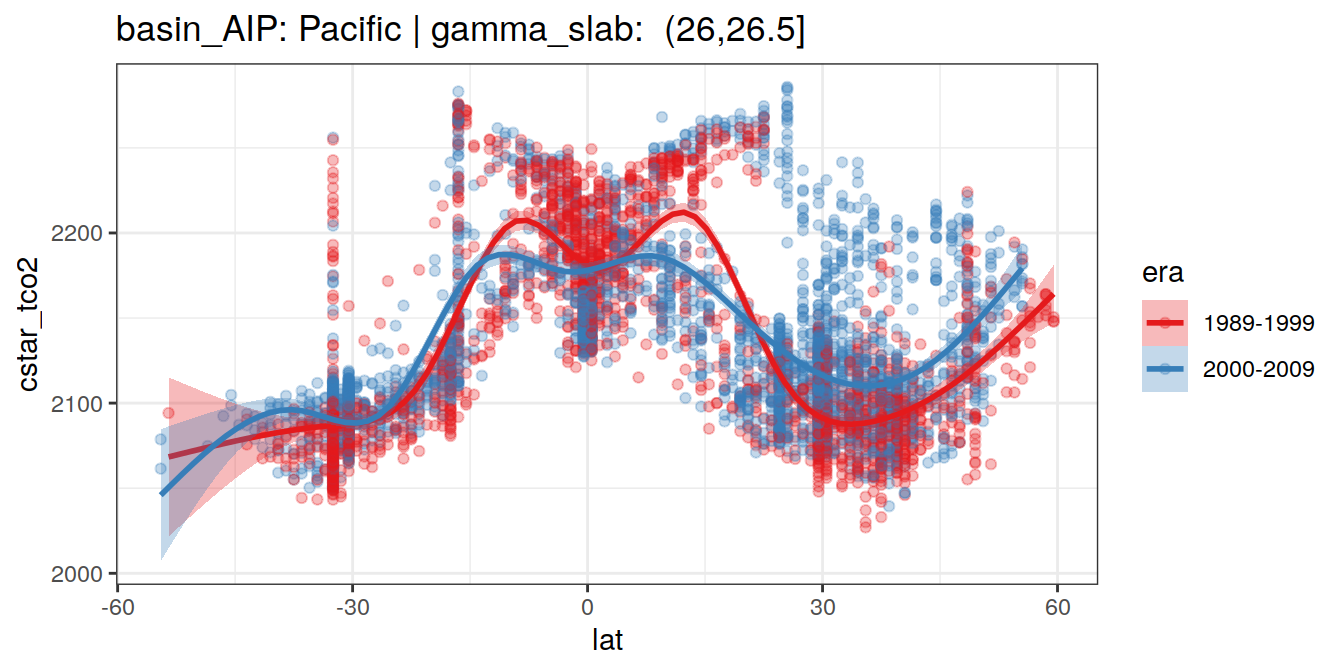 basin_AIP: Pacific | gamma_slab:  (26,26.5]
cstar_tco2
2200
2100
2000
-60
-30
0
30
60
lat
era
1989-1999
2000-2009